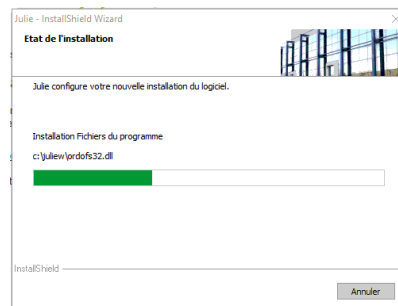 Julie - InstallShield Wizard
Etat de l'installation
Julie configure votre nouvelle installation du logiciel.
Installation Fichiers du programme
c:\juliew\ordofs32.dll
InstallShield
Annuler